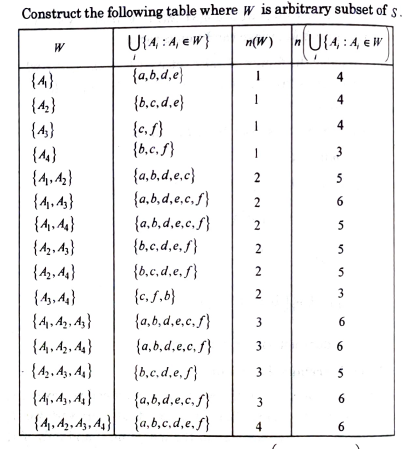 Construct the following table where W is arbitrary subset of S.
W | ⋃_i {A_i : A_i ∈ W} | n(W) | n(⋃_i {A_i : A_i ∈ W)
{A₁} | {a,b,d,e} | 1 | 4
{A₂} | {b,c,d,e} | 1 | 4
{A₃} | {c,f} | 1 | 4
{A₄} | {b,c,f} | 1 | 3
{A₁,A₂} | {a,b,d,e,c} | 2 | 5
{A₁,A₃} | {a,b,d,e,c,f} | 2 | 6
{A₁,A₄} | {a,b,d,e,c,f} | 2 | 5
{A₂,A₃} | {b,c,d,e,f} | 2 | 5
{A₂,A₄} | {b,c,d,e,f} | 2 | 5
{A₃,A₄} | {c,f,b} | 2 | 3
{A₁,A₂,A₃} | {a,b,d,e,c,f} | 3 | 6
{A₁,A₂,A₄} | {a,b,d,e,c,f} | 3 | 6
{A₂,A₃,A₄} | {b,c,d,e,f} | 3 | 5
{A₁,A₃,A₄} | {a,b,d,e,c,f} | 3 | 6
{A₁,A₂,A₃,A₄} | {a,b,c,d,e,f} | 4 | 6